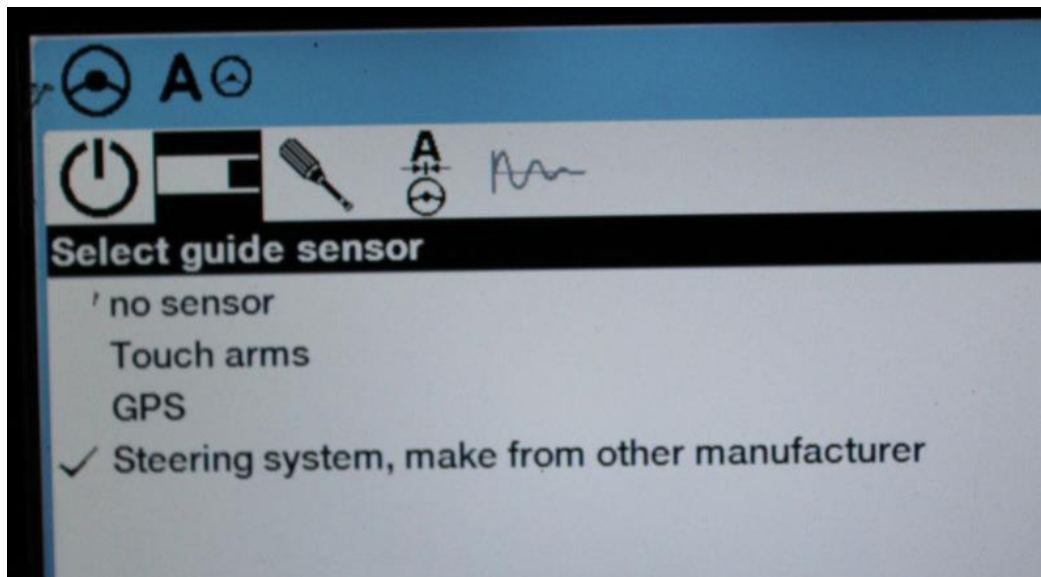 A
A
Select guide sensor
no sensor
Touch arms
GPS
Steering system, make from other manufacturer